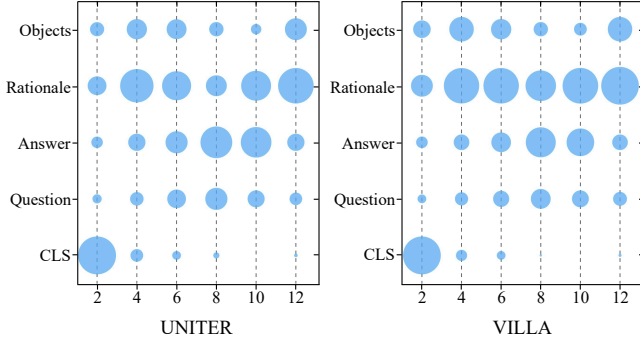 Objects
Rationale
Answer
Question
CLS
2 4 6 8 10 12
UNITER
Objects
Rationale
Answer
Question
CLS
2 4 6 8 10 12
VILLA